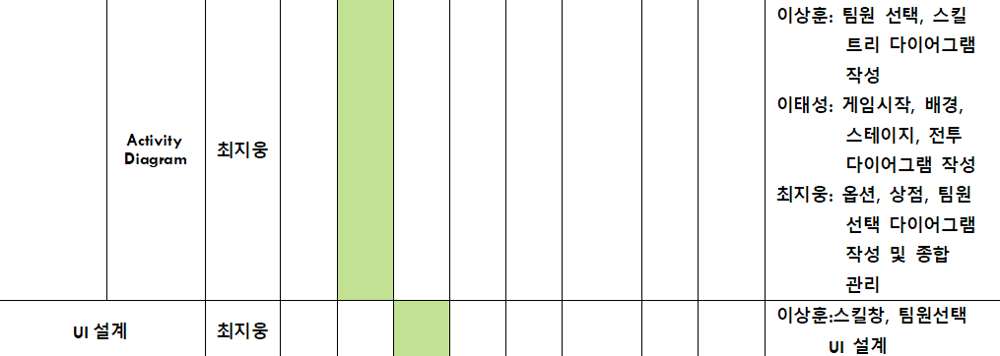 Activity
Diagram
최지웅
이상훈: 팀원 선택, 스킬
트리 다이어그램
작성
이태성: 게임시작, 배경,
스테이지, 전투
다이어그램 작성
최지웅: 옵션, 상점, 팀원
선택 다이어그램
작성 및 종합
관리
UI 설계
최지웅
이상훈:스킬창, 팀원선택
UI 설계